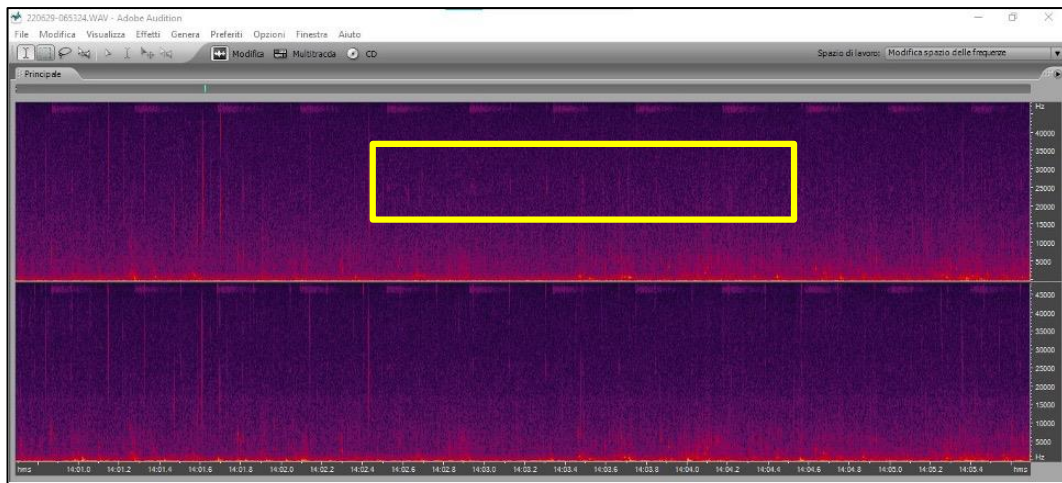 220629-065324.WAV - Adobe Audition
File Modifica Visualizza Effetti Genera Preferiti Opzioni Finestra Aiuto
Modifica Multitraccia CD Spazio di lavoro: Modifica spazio delle frequenze
Principale
Hz
40000
35000
30000
25000
20000
15000
10000
5000
Hz
45000
40000
35000
30000
25000
20000
15000
10000
5000
Hz
hms 14:01.0 14:01.2 14:01.4 14:01.6 14:01.8 14:02.0 14:02.2 14:02.4 14:02.6 14:02.8 14:03.0 14:03.2 14:03.4 14:03.6 14:03.8 14:04.0 14:04.2 14:04.4 14:04.6 14:04.8 14:05.0 14:05.2 14:05.4 hms